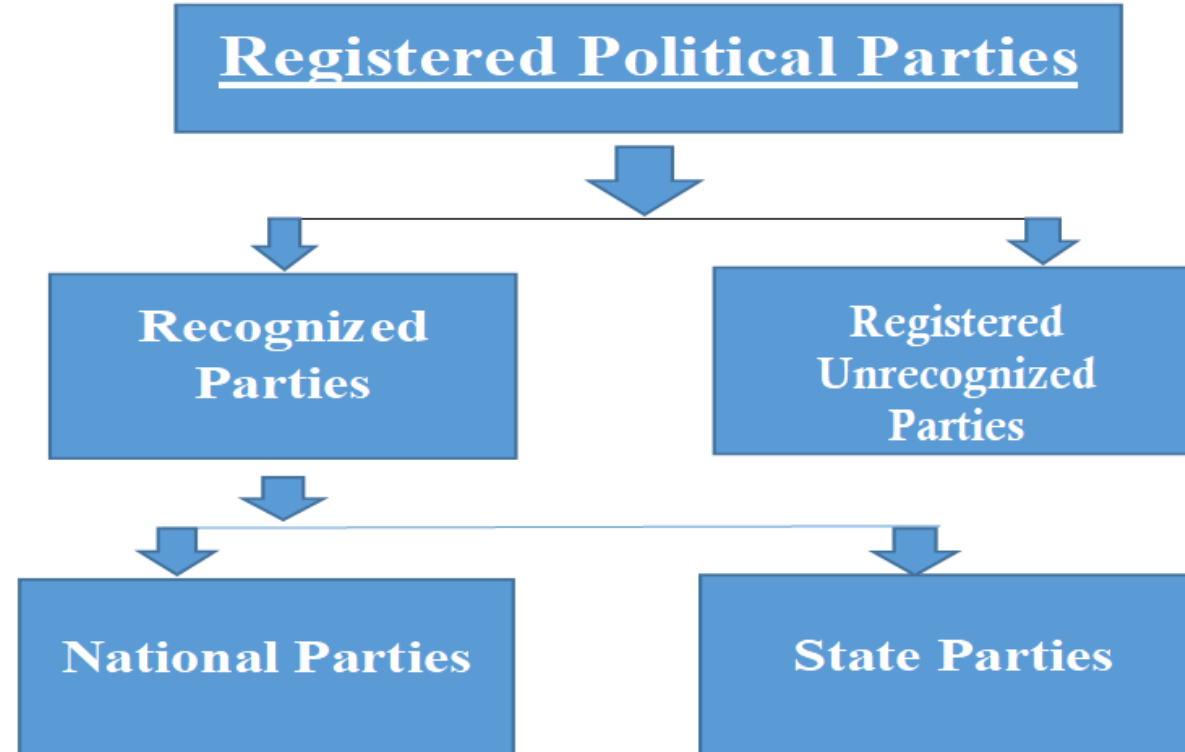 Registered Political Parties
Recognized
Parties
Registered
Unrecognized
Parties
National Parties
State Parties